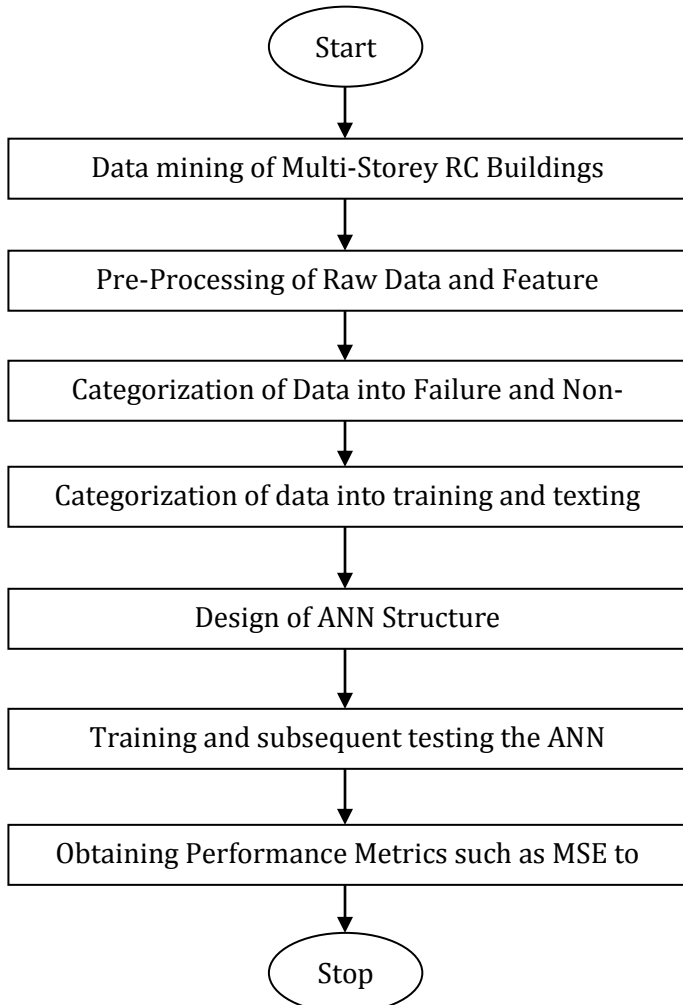 Start
Data mining of Multi-Storey RC Buildings
Pre-Processing of Raw Data and Feature
Categorization of Data into Failure and Non-
Categorization of data into training and texting
Design of ANN Structure
Training and subsequent testing the ANN
Obtaining Performance Metrics such as MSE to
Stop